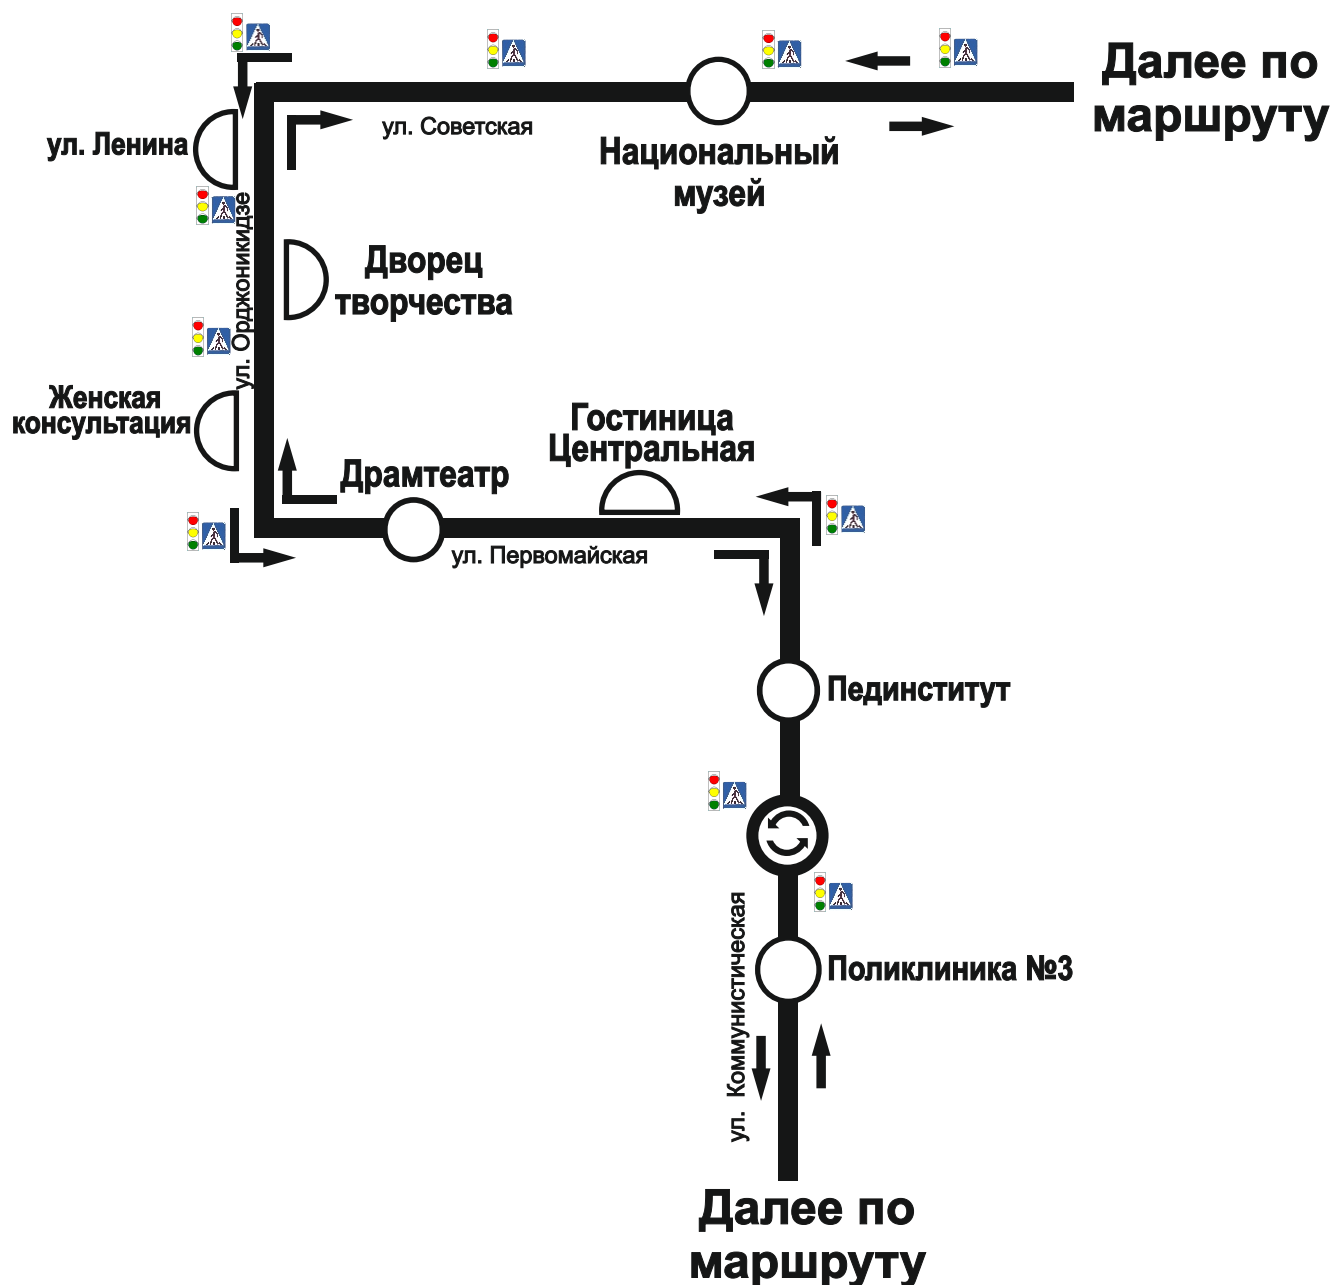 Далее по
маршруту
ул. Советская
Национальный
музей
ул. Ленина
ул. Орджоникидзе
Дворец
творчества
Женская
консультация
Гостиница
Центральная
Драмтеатр
ул. Первомайская
Пединститут
ул. Коммунистическая
Поликлиника №3
Далее по
маршруту